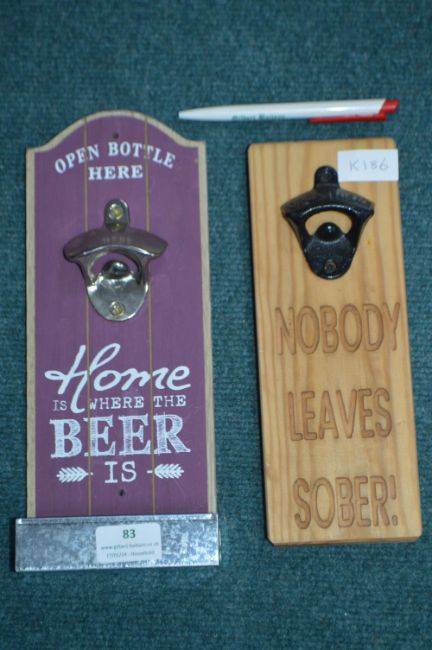 OPEN BOTTLE
HERE
Home
IS WHERE THE
BEER
IS
83
K186
NOBODY
LEAVES
SOBER!